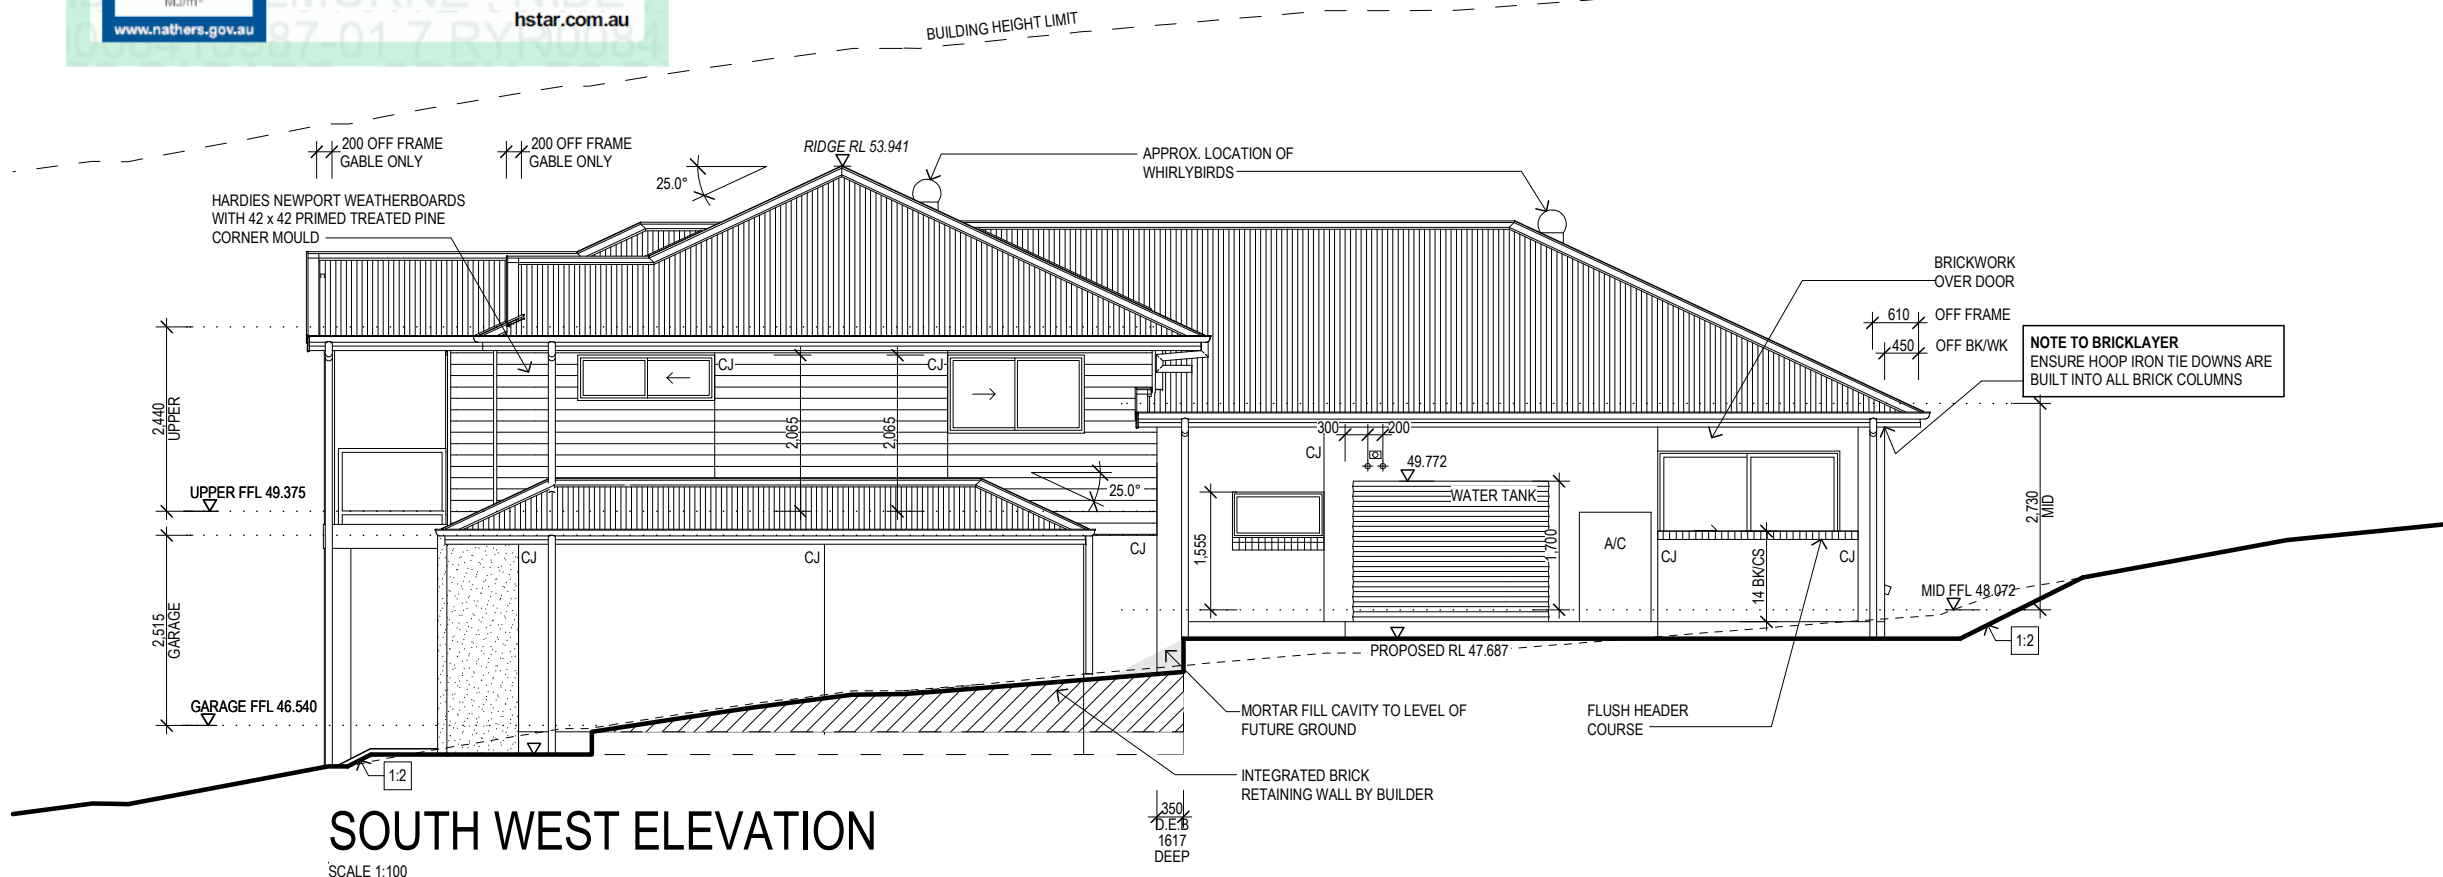 MJ/m²
www.nathers.gov.au
hstar.com.au
BUILDING HEIGHT LIMIT
200 OFF FRAME
GABLE ONLY
200 OFF FRAME
GABLE ONLY
25.0°
RIDGE RL 53.941
APPROX. LOCATION OF
WHIRLYBIRDS
HARDIES NEWPORT WEATHERBOARDS
WITH 42 x 42 PRIMED TREATED PINE
CORNER MOULD
BRICKWORK
OVER DOOR
610 OFF FRAME
450 OFF BK/WK
NOTE TO BRICKLAYER
ENSURE HOOP IRON TIE DOWNS ARE
BUILT INTO ALL BRICK COLUMNS
2,440
UPPER
CJ
CJ
2,065
2,065
300
200
CJ
49.772
WATER TANK
25.0°
UPPER FFL 49.375
2,730
MID
1,555
1,700
A/C
CJ
CJ
CJ
CJ
CJ
14 BK/CS
MID FFL 48.072
2,515
GARAGE
1:2
PROPOSED RL 47.687
GARAGE FFL 46.540
MORTAR FILL CAVITY TO LEVEL OF
FUTURE GROUND
FLUSH HEADER
COURSE
1:2
INTEGRATED BRICK
RETAINING WALL BY BUILDER
350
D.E.B
1617
DEEP
SOUTH WEST ELEVATION
SCALE 1:100